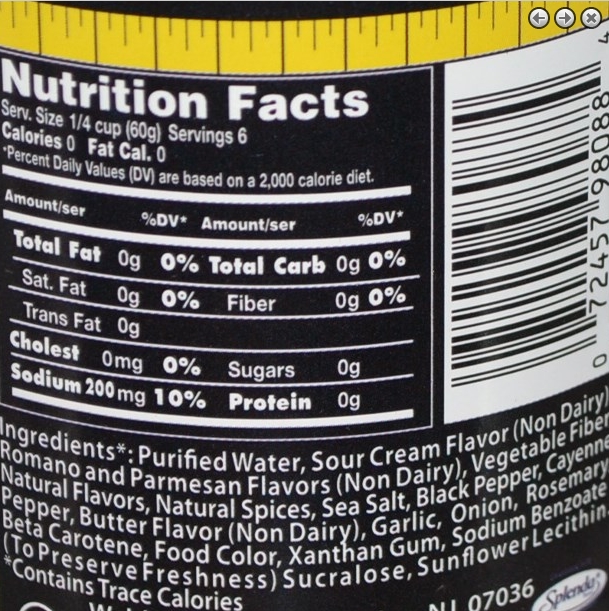 Nutrition Facts
Serv. Size 1/4 cup (60g) Servings 6
Calories 0 Fat Cal. 0
*Percent Daily Values (DV) are based on a 2,000 calorie diet.
Amount/ser %DV* Amount/ser %DV*
Total Fat 0g 0% Total Carb 0g 0%
Sat. Fat 0g 0% Fiber 0g 0%
Trans Fat 0g
Cholest 0mg 0% Sugars 0g
Sodium 200mg 10% Protein 0g
Ingredients*: Purified Water, Sour Cream Flavor (Non Dairy)
Romano and Parmesan Flavors (Non Dairy), Vegetable Fiber
Natural Flavors, Natural Spices, Sea Salt, Black Pepper, Cayenne
Pepper, Butter Flavor (Non Dairy), Garlic, Onion, Rosemary
Beta Carotene, Food Color, Xanthan Gum, Sodium Benzoate
(To Preserve Freshness) Sucralose, Sunflower Lecithin
*Contains Trace Calories
NJ 07036
Splenda
0 72457 98088 4